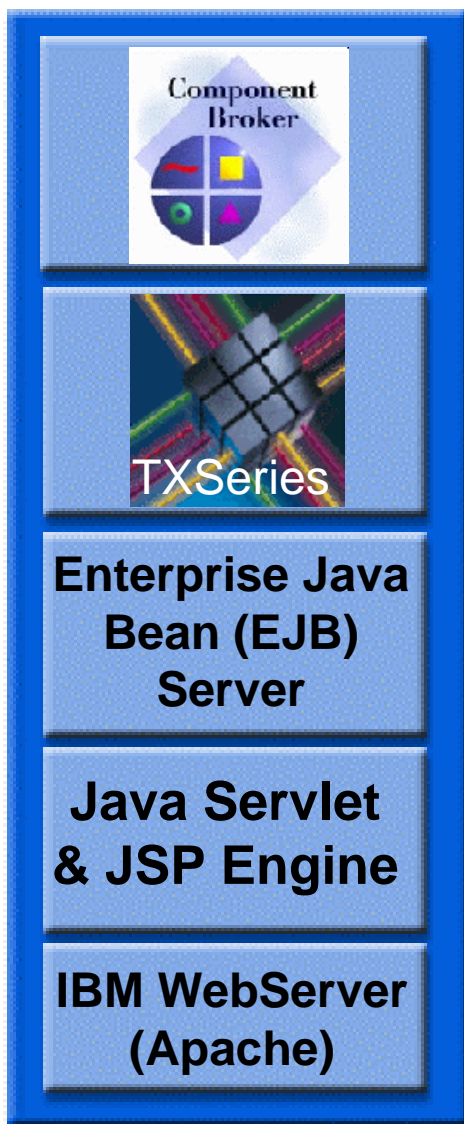 Component
Broker
TXSeries
Enterprise Java
Bean (EJB)
Server
Java Servlet
& JSP Engine
IBM WebServer
(Apache)